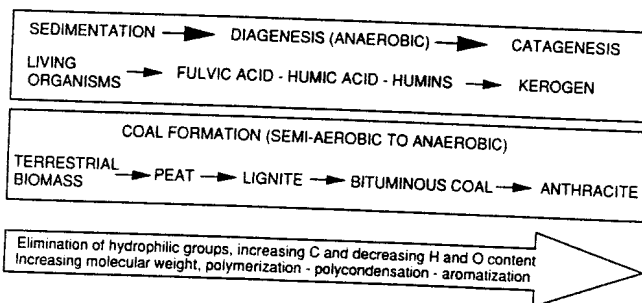 SEDIMENTATION DIAGENESIS (ANAEROBIC) CATAGENESIS
LIVING
ORGANISMS FULVIC ACID - HUMIC ACID - HUMINS KEROGEN
COAL FORMATION (SEMI-AEROBIC TO ANAEROBIC)
TERRESTRIAL
BIOMASS PEAT LIGNITE BITUMINOUS COAL ANTHRACITE
Elimination of hydrophilic groups, increasing C and decreasing H and O content
Increasing molecular weight, polymerization - polycondensation - aromatization